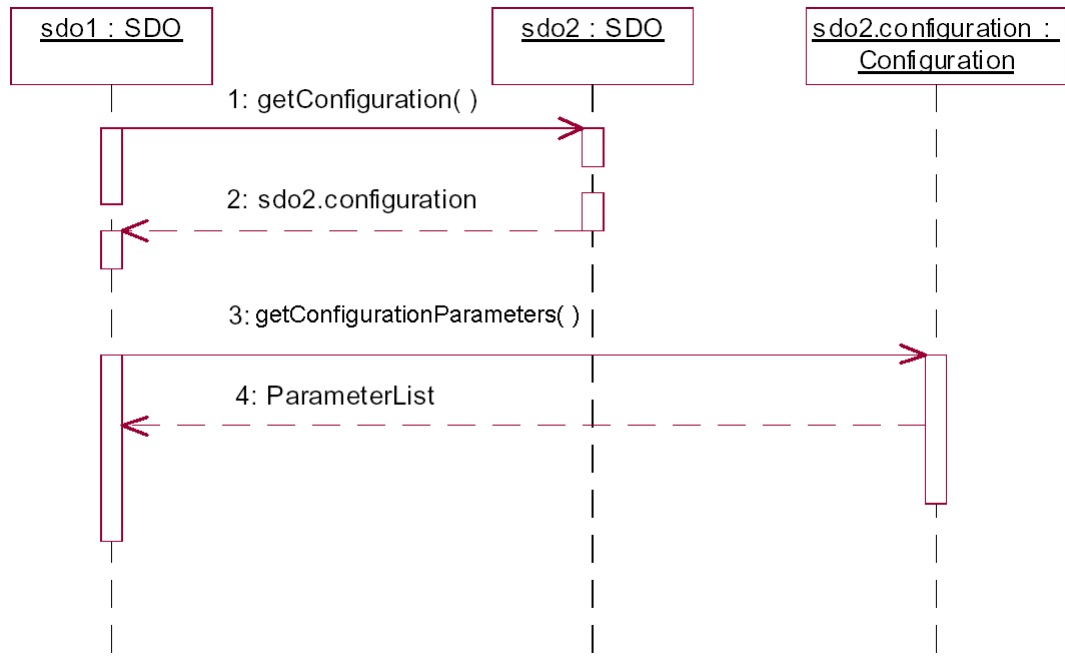 sdo1 : SDO
sdo2 : SDO
sdo2.configuration :
Configuration
1: getConfiguration( )
2: sdo2.configuration
3: getConfigurationParameters( )
4: ParameterList